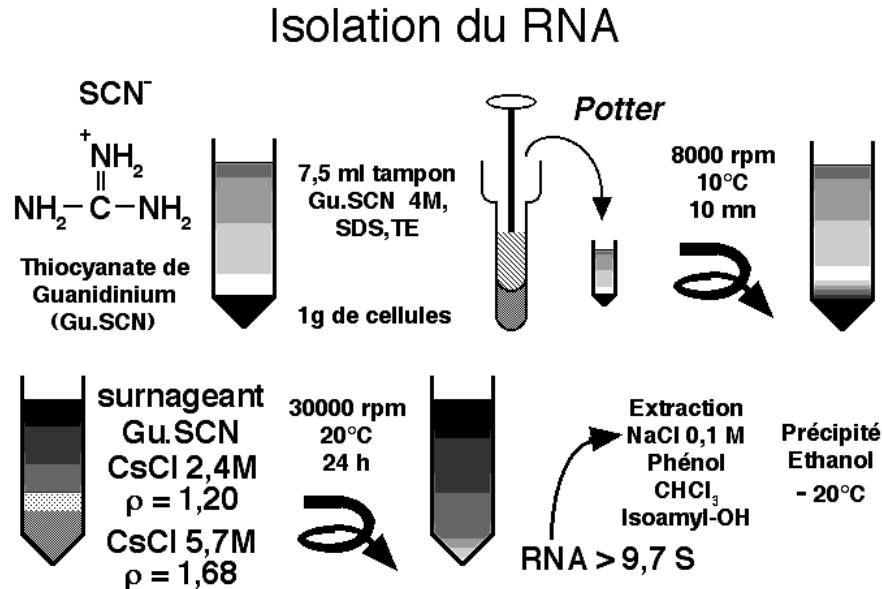 Isolation du RNA
SCN⁻
+
NH₂
NH₂–C–NH₂
Thiocyanate de
Guanidinium
(Gu.SCN)
7,5 ml tampon
Gu.SCN 4M,
SDS,TE
1g de cellules
Potter
8000 rpm
10°C
10 mn
surnageant
Gu.SCN
CsCl 2,4M
ρ = 1,20
CsCl 5,7M
ρ = 1,68
30000 rpm
20°C
24 h
RNA > 9,7 S
Extraction
NaCl 0,1 M
Phénol
CHCl₃
Isoamyl-OH
Précipité
Ethanol
- 20°C